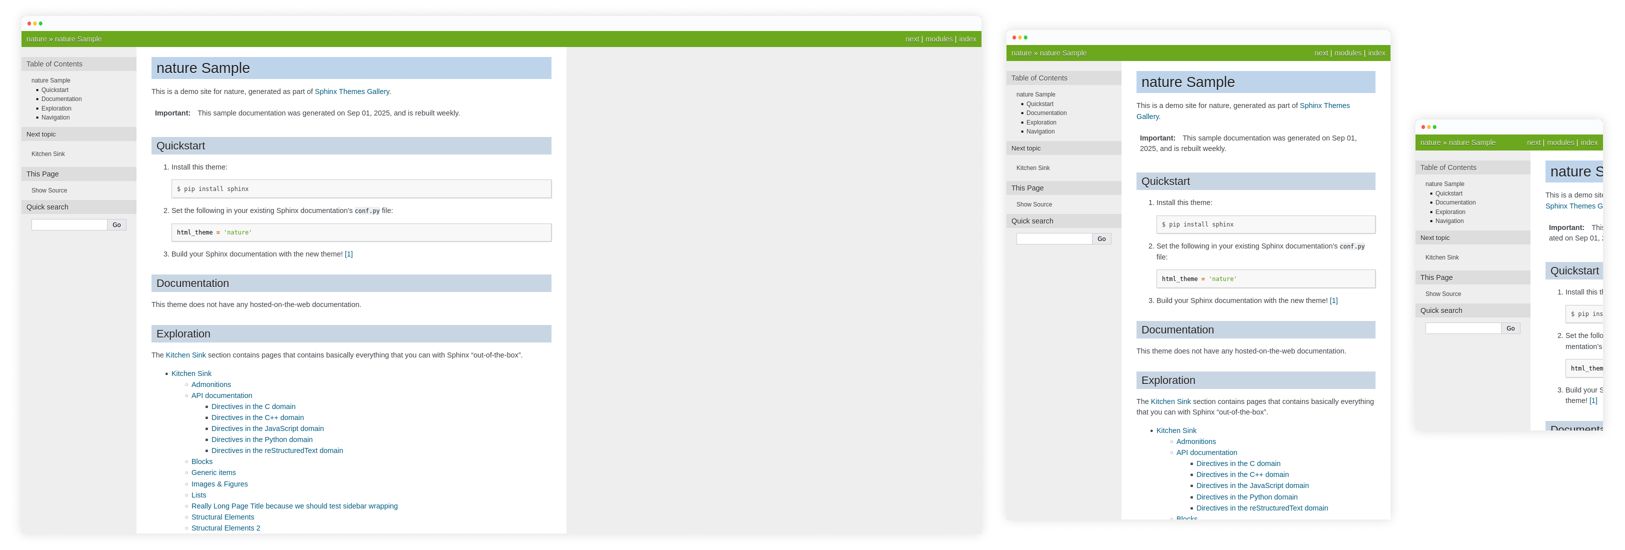 nature » nature Sample
next | modules | index
Table of Contents
nature Sample
Quickstart
Documentation
Exploration
Navigation
Next topic
Kitchen Sink
This Page
Show Source
Quick search
Go
nature Sample
This is a demo site for nature, generated as part of Sphinx Themes Gallery.
Important: This sample documentation was generated on Sep 01, 2025, and is rebuilt weekly.
Quickstart
1. Install this theme:
$ pip install sphinx
2. Set the following in your existing Sphinx documentation's conf.py file:
html_theme = 'nature'
3. Build your Sphinx documentation with the new theme! [1]
Documentation
This theme does not have any hosted-on-the-web documentation.
Exploration
The Kitchen Sink section contains pages that contains basically everything that you can with Sphinx “out-of-the-box”.
Kitchen Sink
Admonitions
API documentation
Directives in the C domain
Directives in the C++ domain
Directives in the JavaScript domain
Directives in the Python domain
Directives in the reStructuredText domain
Blocks
Generic items
Images & Figures
Lists
Really Long Page Title because we should test sidebar wrapping
Structural Elements
Structural Elements 2
nature » nature Sample
next | modules | index
Table of Contents
nature Sample
Quickstart
Documentation
Exploration
Navigation
Next topic
Kitchen Sink
This Page
Show Source
Quick search
Go
nature Sample
This is a demo site for nature, generated as part of Sphinx Themes
Gallery.
Important: This sample documentation was generated on Sep 01,
2025, and is rebuilt weekly.
Quickstart
1. Install this theme:
$ pip install sphinx
2. Set the following in your existing Sphinx documentation's conf.py
file:
html_theme = 'nature'
3. Build your Sphinx documentation with the new theme! [1]
Documentation
This theme does not have any hosted-on-the-web documentation.
Exploration
The Kitchen Sink section contains pages that contains basically everything
that you can with Sphinx “out-of-the-box”.
Kitchen Sink
Admonitions
API documentation
Directives in the C domain
Directives in the C++ domain
Directives in the JavaScript domain
Directives in the Python domain
Directives in the reStructuredText domain
Blocks
nature » nature Sample
next | modules | index
Table of Contents
nature Sample
Quickstart
Documentation
Exploration
Navigation
Next topic
Kitchen Sink
This Page
Show Source
Quick search
Go
nature S
This is a demo site
Sphinx Themes G
Important: This
ated on Sep 01,
Quickstart
1. Install this th
$ pip ins
2. Set the follo
mentation's
html_them
3. Build your S
theme! [1]
Documenta